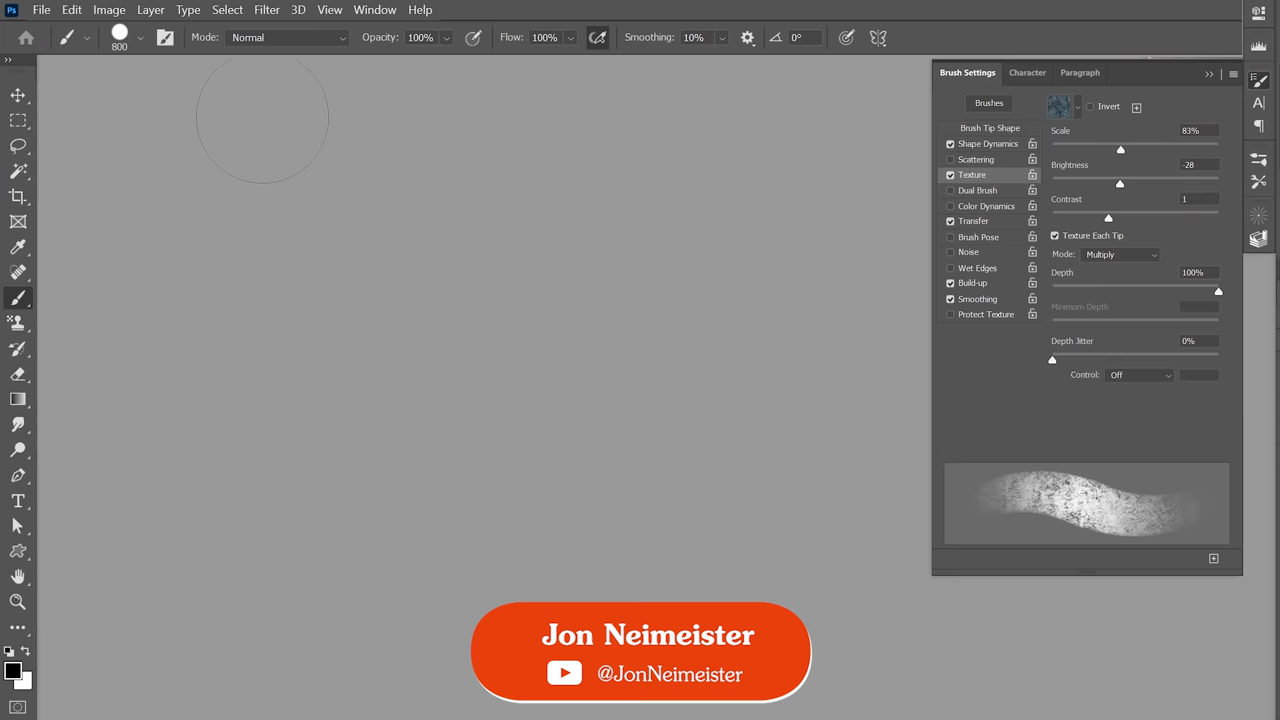 Ps File Edit Image Layer Type Select Filter 3D View Window Help
800 Mode: Normal Opacity: 100% Flow: 100% Smoothing: 10% 0°
Brush Settings Character Paragraph
Brushes
Invert
Brush Tip Shape
Shape Dynamics
Scattering
Texture
Dual Brush
Color Dynamics
Transfer
Brush Pose
Noise
Wet Edges
Build-up
Smoothing
Protect Texture
Scale 83%
Brightness -28
Contrast 1
Texture Each Tip
Mode: Multiply
Depth 100%
Minimum Depth
Depth Jitter 0%
Control: Off
Jon Neimeister
@JonNeimeister